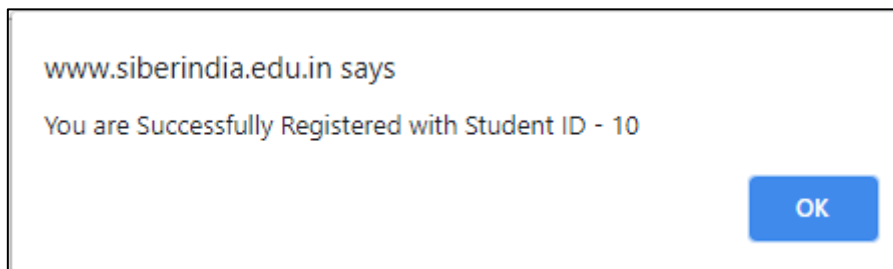 www.siberindia.edu.in says
You are Successfully Registered with Student ID - 10
OK